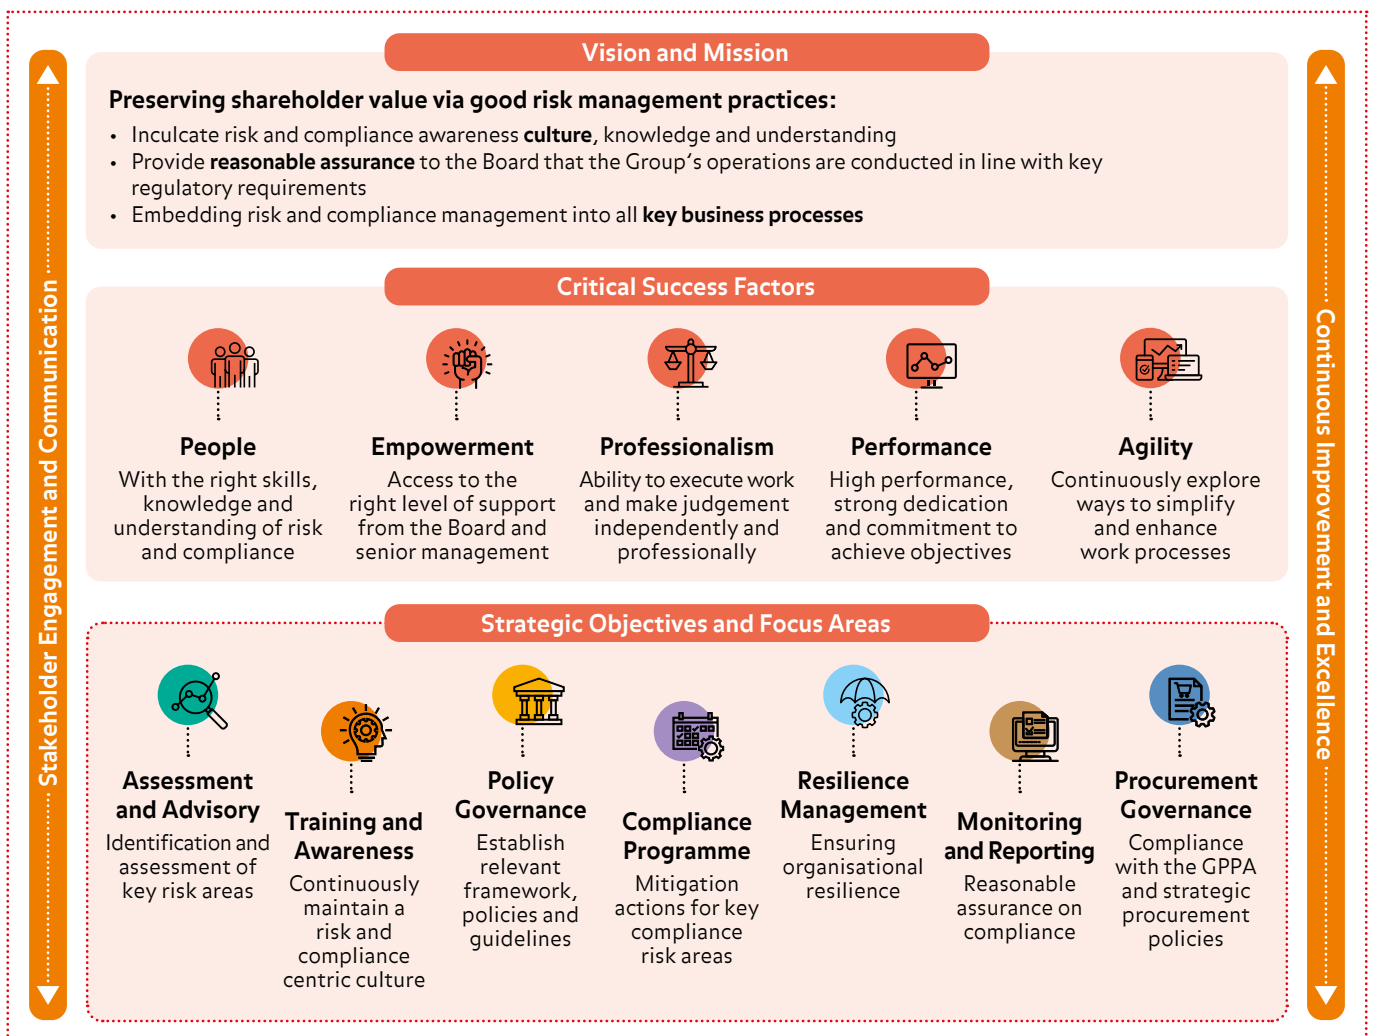 Vision and Mission
Preserving shareholder value via good risk management practices:
• Inculcate risk and compliance awareness culture, knowledge and understanding
• Provide reasonable assurance to the Board that the Group's operations are conducted in line with key
regulatory requirements
• Embedding risk and compliance management into all key business processes
Stakeholder Engagement and Communication
Continuous Improvement and Excellence
Critical Success Factors
People
With the right skills,
knowledge and
understanding of risk
and compliance
Empowerment
Access to the
right level of support
from the Board and
senior management
Professionalism
Ability to execute work
and make judgement
independently and
professionally
Performance
High performance,
strong dedication
and commitment to
achieve objectives
Agility
Continuously explore
ways to simplify
and enhance
work processes
Strategic Objectives and Focus Areas
Assessment
and Advisory
Identification and
assessment of
key risk areas
Training and
Awareness
Continuously
maintain a
risk and
compliance
centric culture
Policy
Governance
Establish
relevant
framework,
policies and
guidelines
Compliance
Programme
Mitigation
actions for key
compliance
risk areas
Resilience
Management
Ensuring
organisational
resilience
Monitoring
and Reporting
Reasonable
assurance on
compliance
Procurement
Governance
Compliance
with the GPPA
and strategic
procurement
policies